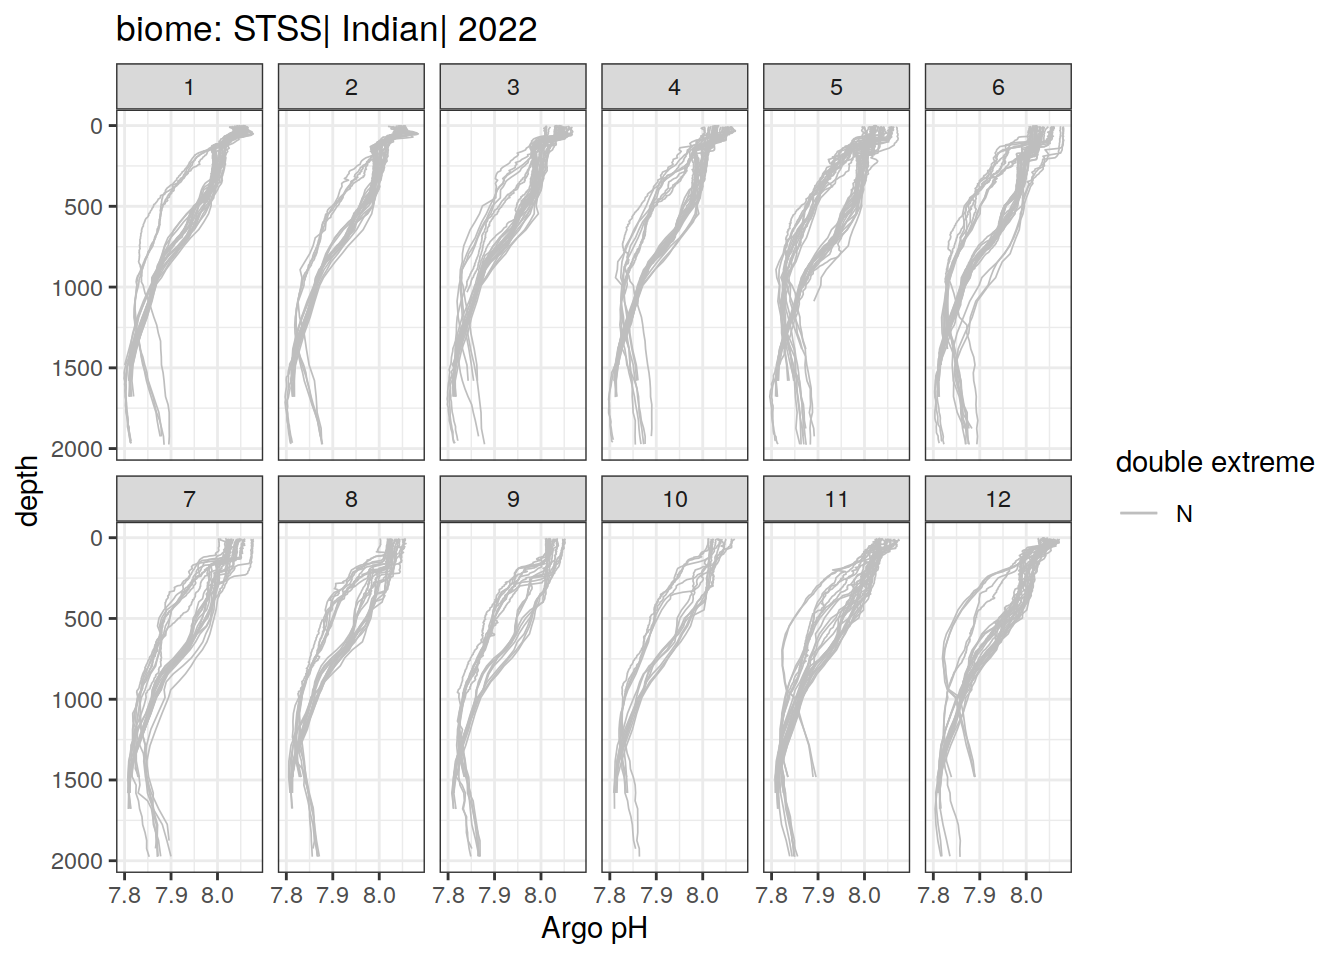 biome: STSS| Indian| 2022
1 2 3 4 5 6
0
500
1000
1500
2000
depth
7 8 9 10 11 12
0
500
1000
1500
2000
7.8 7.9 8.0 7.8 7.9 8.0 7.8 7.9 8.0 7.8 7.9 8.0 7.8 7.9 8.0 7.8 7.9 8.0
Argo pH
double extreme
N